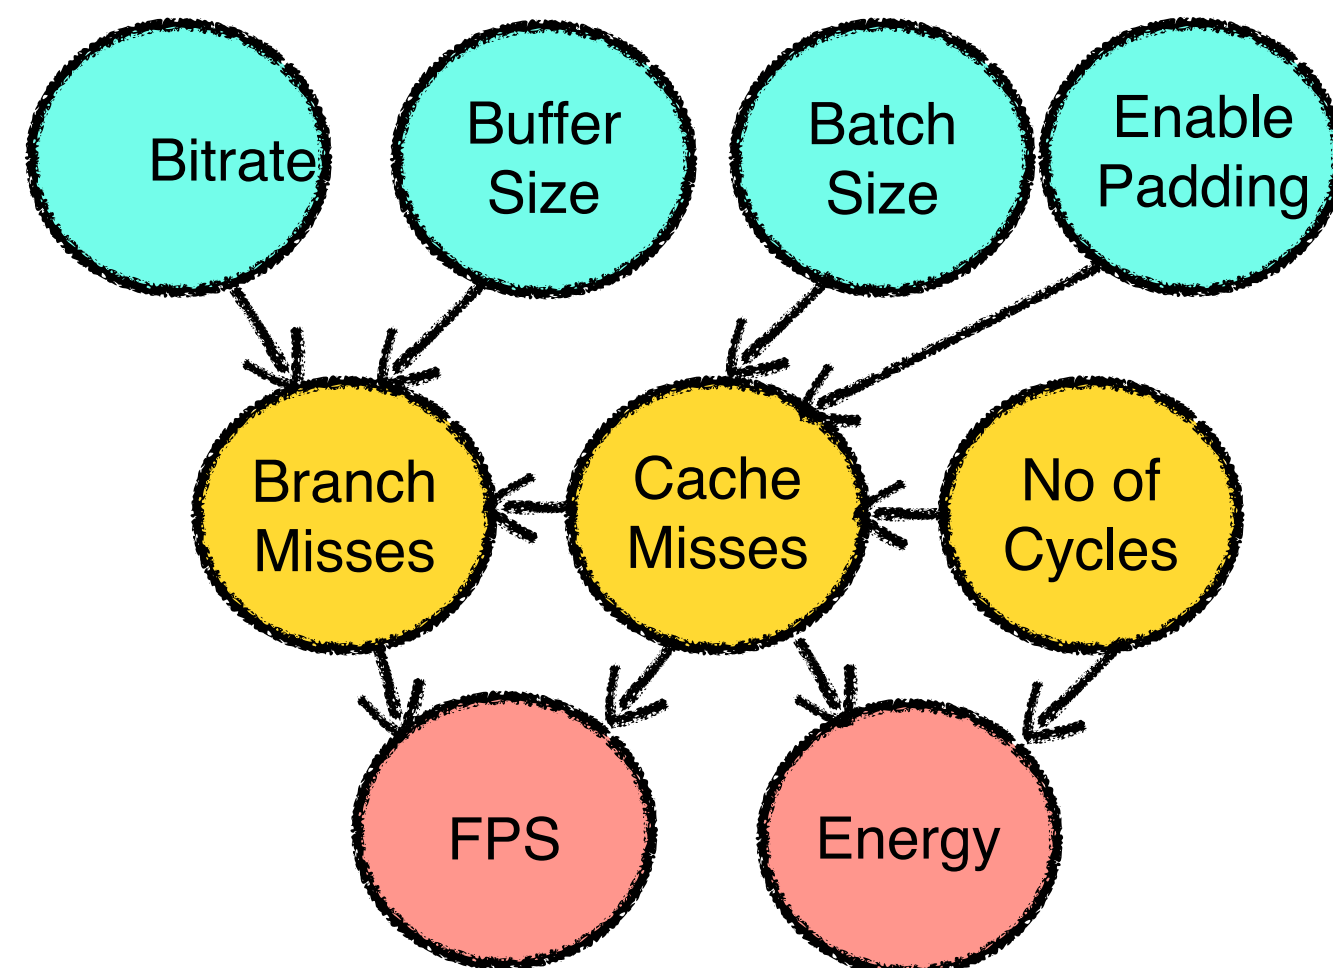 Bitrate
Buffer
Size
Batch
Size
Enable
Padding
Branch
Misses
Cache
Misses
No of
Cycles
FPS
Energy